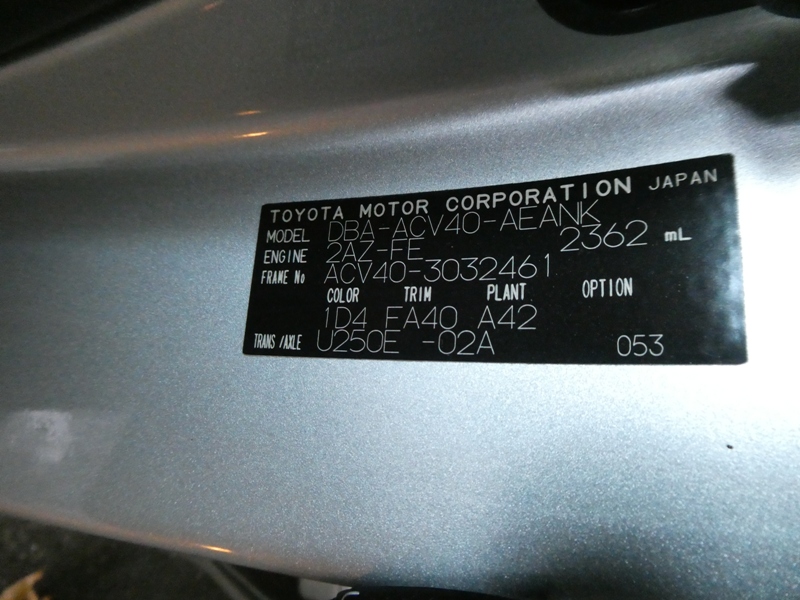 TOYOTA MOTOR CORPORATION JAPAN
MODEL DBA-ACV40-AEANK
ENGINE 2AZ-FE 2362 mL
FRAME No ACV40-3032461
COLOR TRIM PLANT OPTION
1D4 FA40 A42
TRANS/AXLE U250E -02A 053